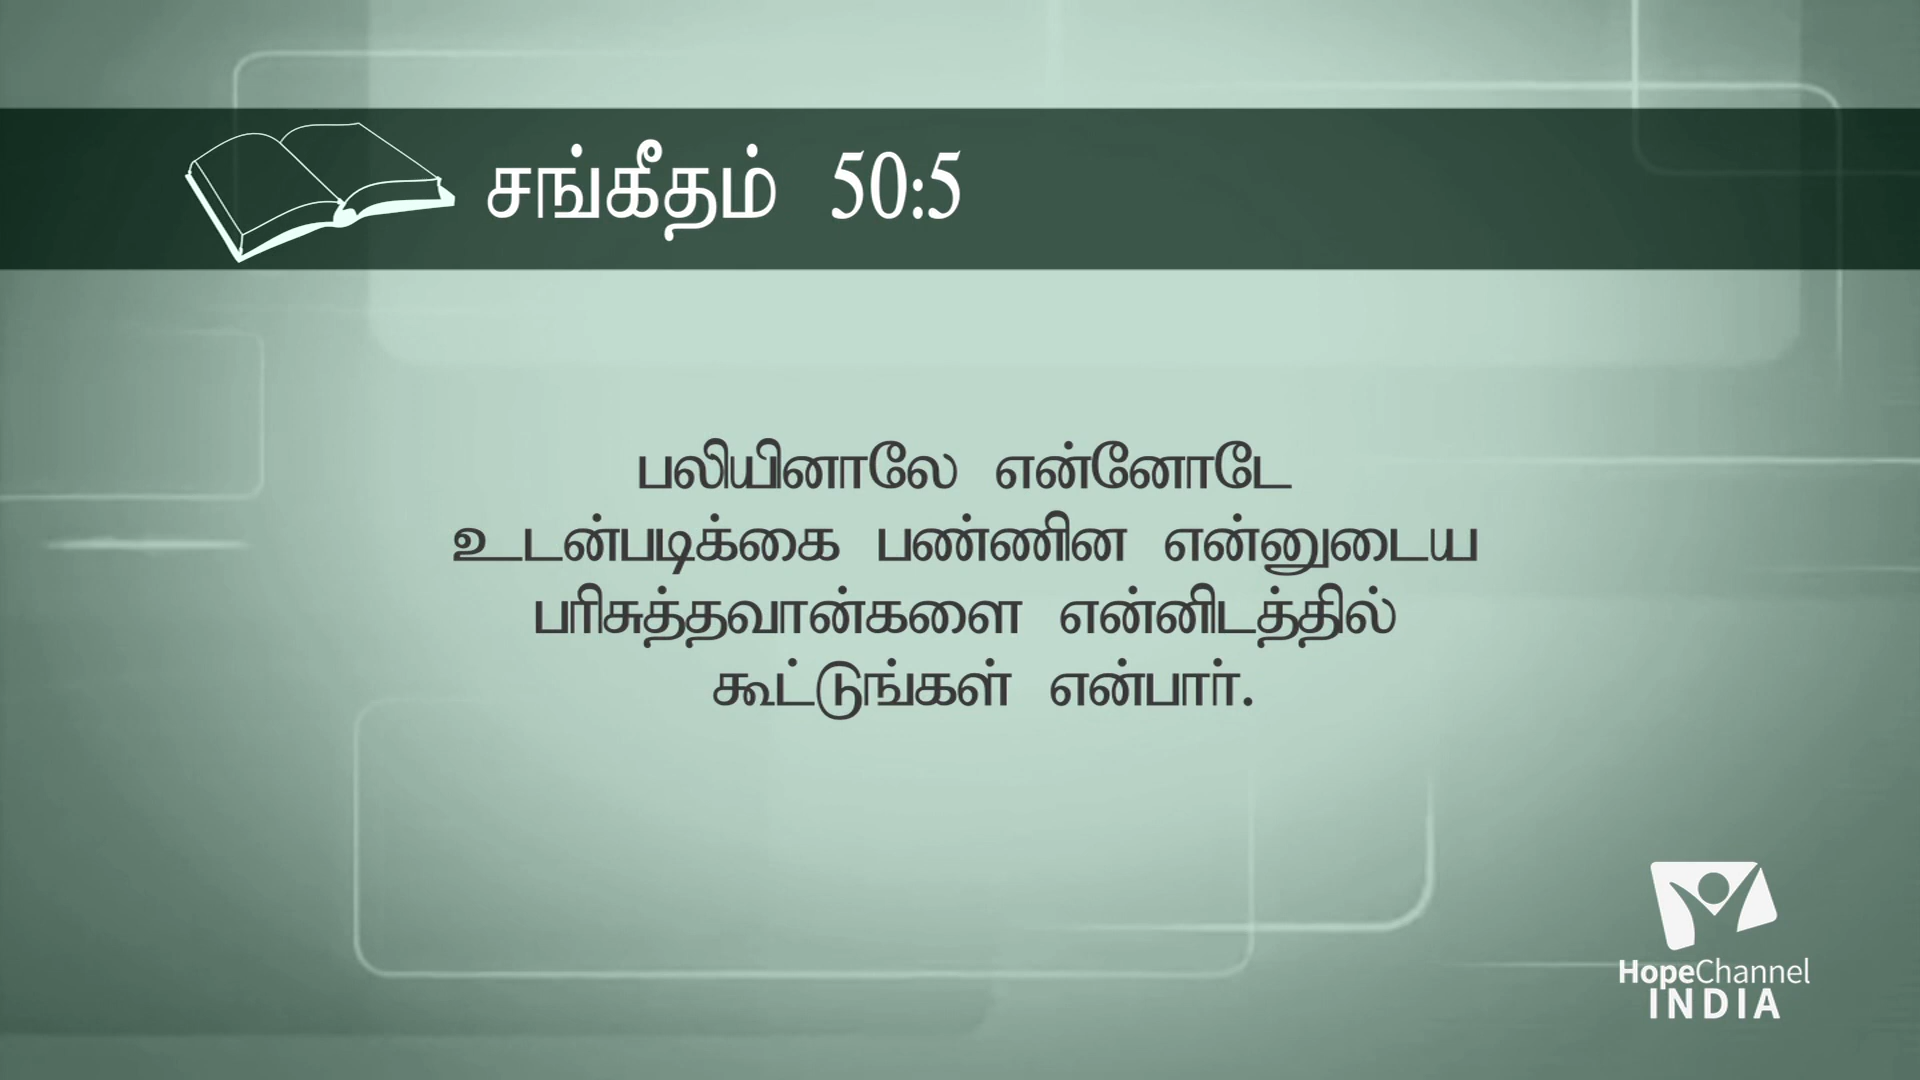 சங்கீதம் 50:5
பலியினாலே என்னோடே
உடன்படிக்கை பண்ணின என்னுடைய
பரிசுத்தவான்களை என்னிடத்தில்
கூட்டுங்கள் என்பார்.
HopeChannel
INDIA